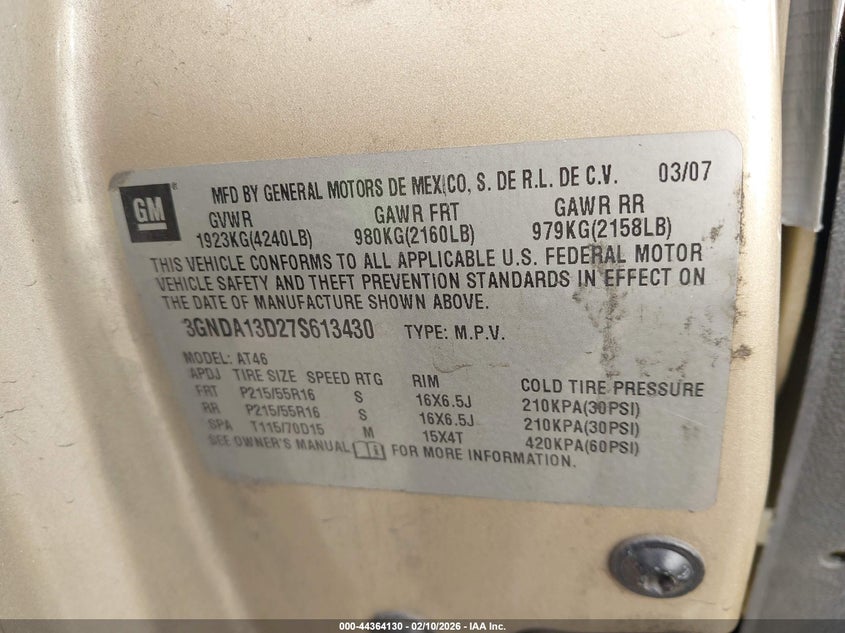 GM
®
MFD BY GENERAL MOTORS DE MEXICO, S. DE R.L. DE C.V. 03/07
GVWR GAWR FRT GAWR RR
1923KG(4240LB) 980KG(2160LB) 979KG(2158LB)
THIS VEHICLE CONFORMS TO ALL APPLICABLE U.S. FEDERAL MOTOR
VEHICLE SAFETY AND THEFT PREVENTION STANDARDS IN EFFECT ON
THE DATE OF MANUFACTURE SHOWN ABOVE.
3GNDA13D27S613430 TYPE: M.P.V.
MODEL: AT46
APDJ TIRE SIZE SPEED RTG RIM COLD TIRE PRESSURE
FRT P215/55R16 S 16X6.5J 210KPA(30PSI)
RR P215/55R16 S 16X6.5J 210KPA(30PSI)
SPA T115/70D15 M 15X4T 420KPA(60PSI)
SEE OWNER'S MANUAL FOR MORE INFORMATION.
000-44364130 - 02/10/2026 - IAA Inc.